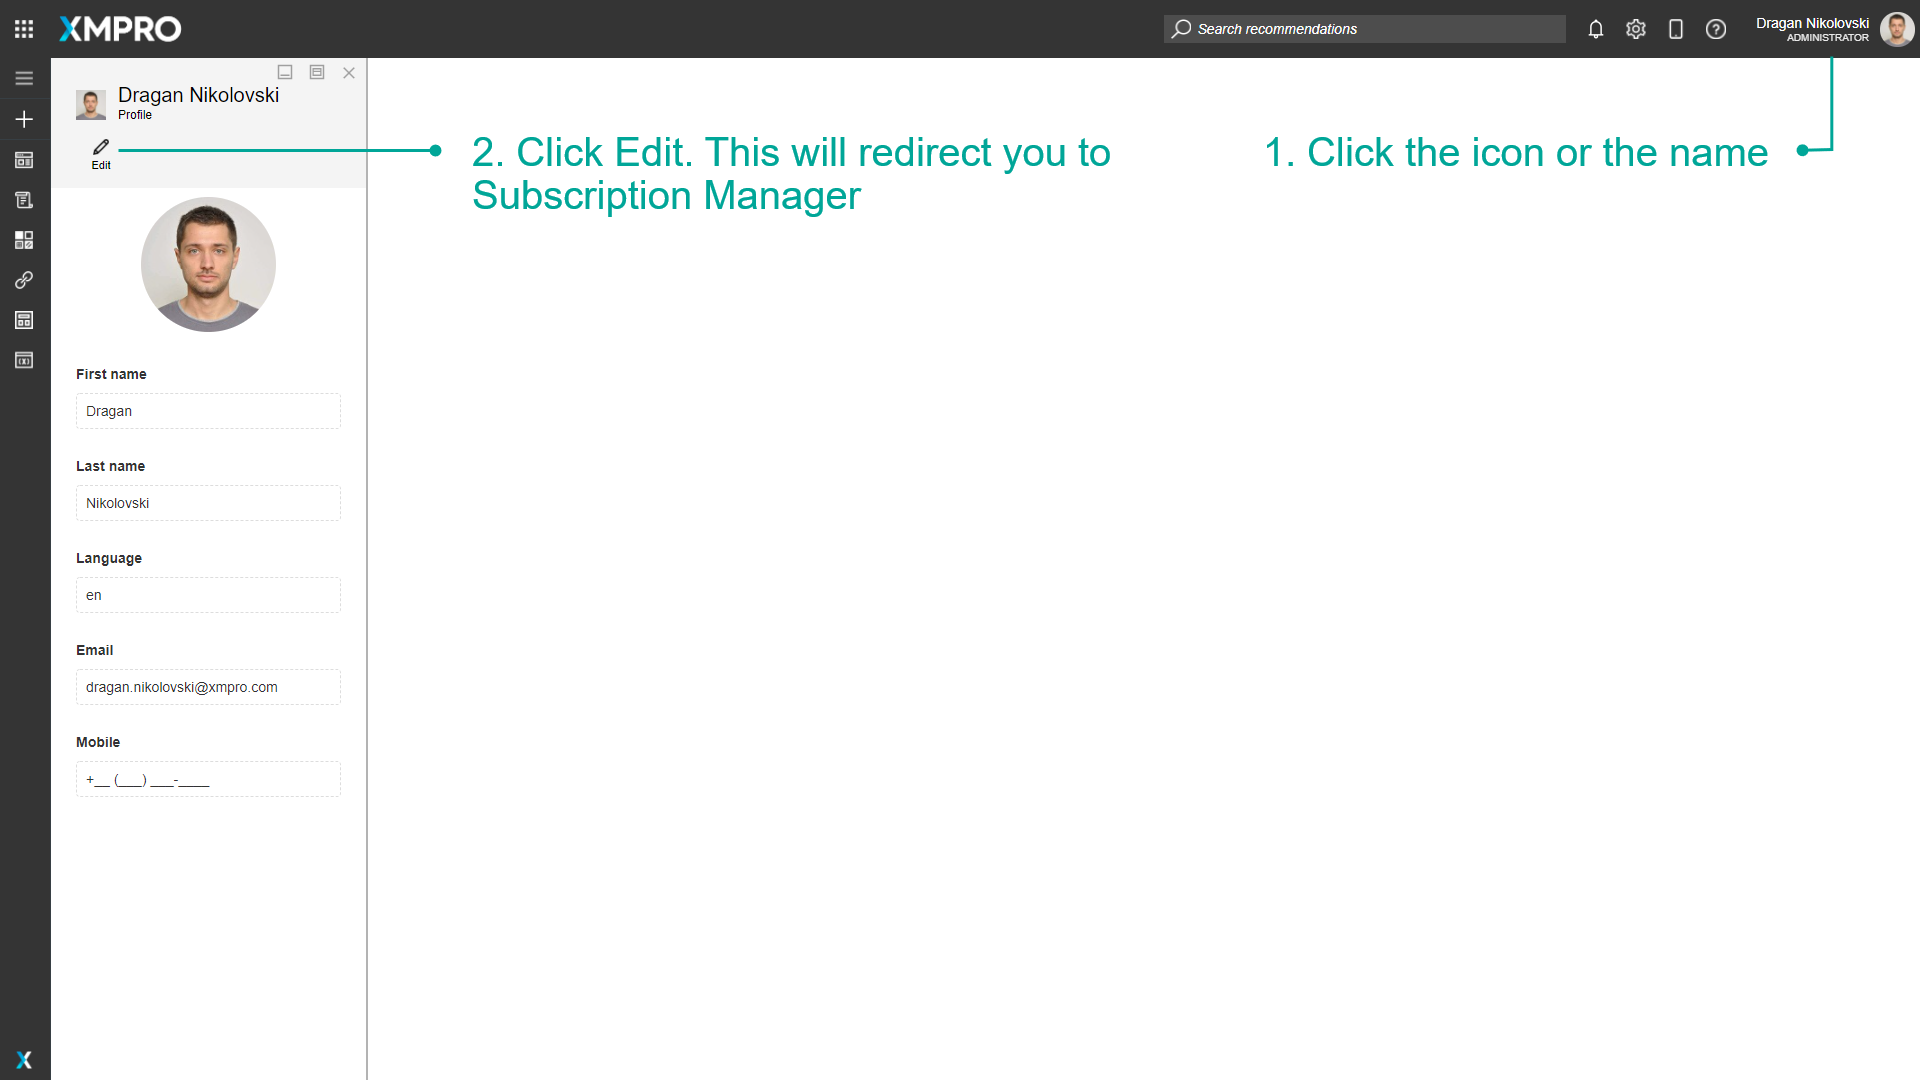 XMPRO
Search recommendations
Dragan Nikolovski
ADMINISTRATOR
Dragan Nikolovski
Profile
Edit
2. Click Edit. This will redirect you to
Subscription Manager
1. Click the icon or the name
First name
Dragan
Last name
Nikolovski
Language
en
Email
dragan.nikolovski@xmpro.com
Mobile
+__ (___) ___-____